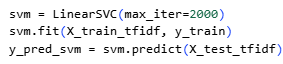 svm = LinearSVC(max_iter=2000)
svm.fit(X_train_tfidf, y_train)
y_pred_svm = svm.predict(X_test_tfidf)